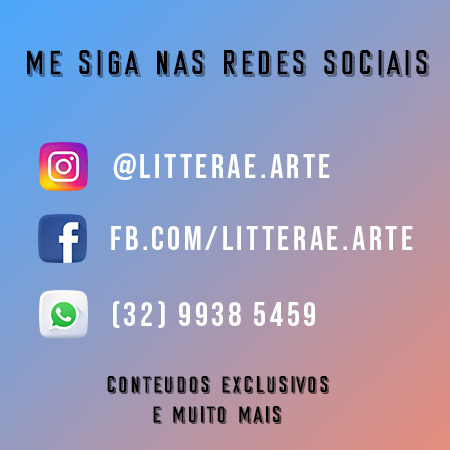 ME SIGA NAS REDES SOCIAIS
@LITTERAE.ARTE
FB.COM/LITTERAE.ARTE
(32) 9938 5459
CONTEUDOS EXCLUSIVOS
E MUITO MAIS